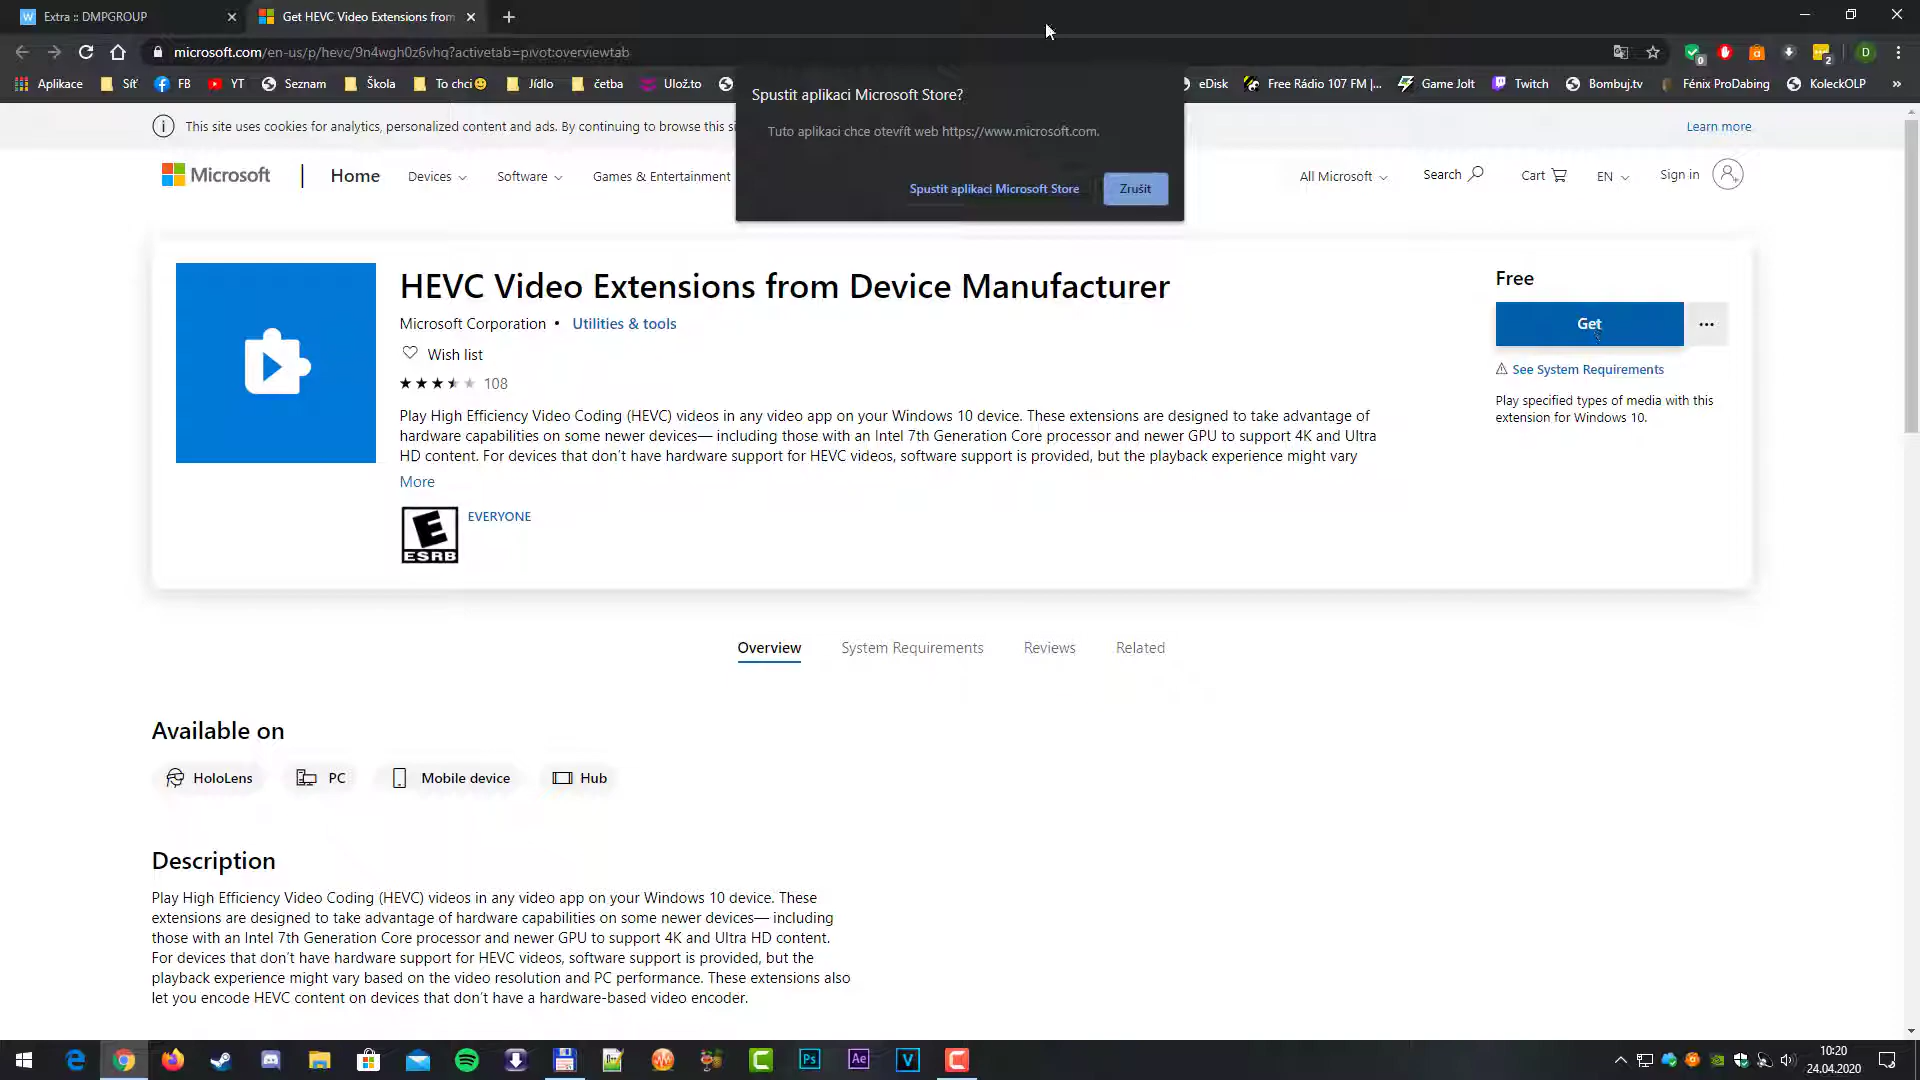 Extra :: DMPGROUP
Get HEVC Video Extensions from
microsoft.com/en-us/p/hevc/9n4wgh0z6vhq?activetab=pivot:overviewtab
0
2
D
Aplikace
Síť
FB
YT
Seznam
Škola
To chci
Jídlo
četba
Ulož.to
eDisk
Free Rádio 107 FM |...
Game Jolt
Twitch
Bombuj.tv
Fénix ProDabing
KoleckOLP
»
Spustit aplikaci Microsoft Store?
Tuto aplikaci chce otevřít web https://www.microsoft.com.
Spustit aplikaci Microsoft Store
Zrušit
This site uses cookies for analytics, personalized content and ads. By continuing to browse this si
Learn more
Microsoft
Home
Devices
Software
Games & Entertainment
All Microsoft
Search
Cart
EN
Sign in
HEVC Video Extensions from Device Manufacturer
Microsoft Corporation • Utilities & tools
Wish list
108
Play High Efficiency Video Coding (HEVC) videos in any video app on your Windows 10 device. These extensions are designed to take advantage of
hardware capabilities on some newer devices— including those with an Intel 7th Generation Core processor and newer GPU to support 4K and Ultra
HD content. For devices that don't have hardware support for HEVC videos, software support is provided, but the playback experience might vary
More
E
ESRB
EVERYONE
Free
Get
See System Requirements
Play specified types of media with this
extension for Windows 10.
Overview
System Requirements
Reviews
Related
Available on
HoloLens
PC
Mobile device
Hub
Description
Play High Efficiency Video Coding (HEVC) videos in any video app on your Windows 10 device. These
extensions are designed to take advantage of hardware capabilities on some newer devices— including
those with an Intel 7th Generation Core processor and newer GPU to support 4K and Ultra HD content.
For devices that don't have hardware support for HEVC videos, software support is provided, but the
playback experience might vary based on the video resolution and PC performance. These extensions also
let you encode HEVC content on devices that don't have a hardware-based video encoder.
Ps
Ae
V
10:20
24.04.2020